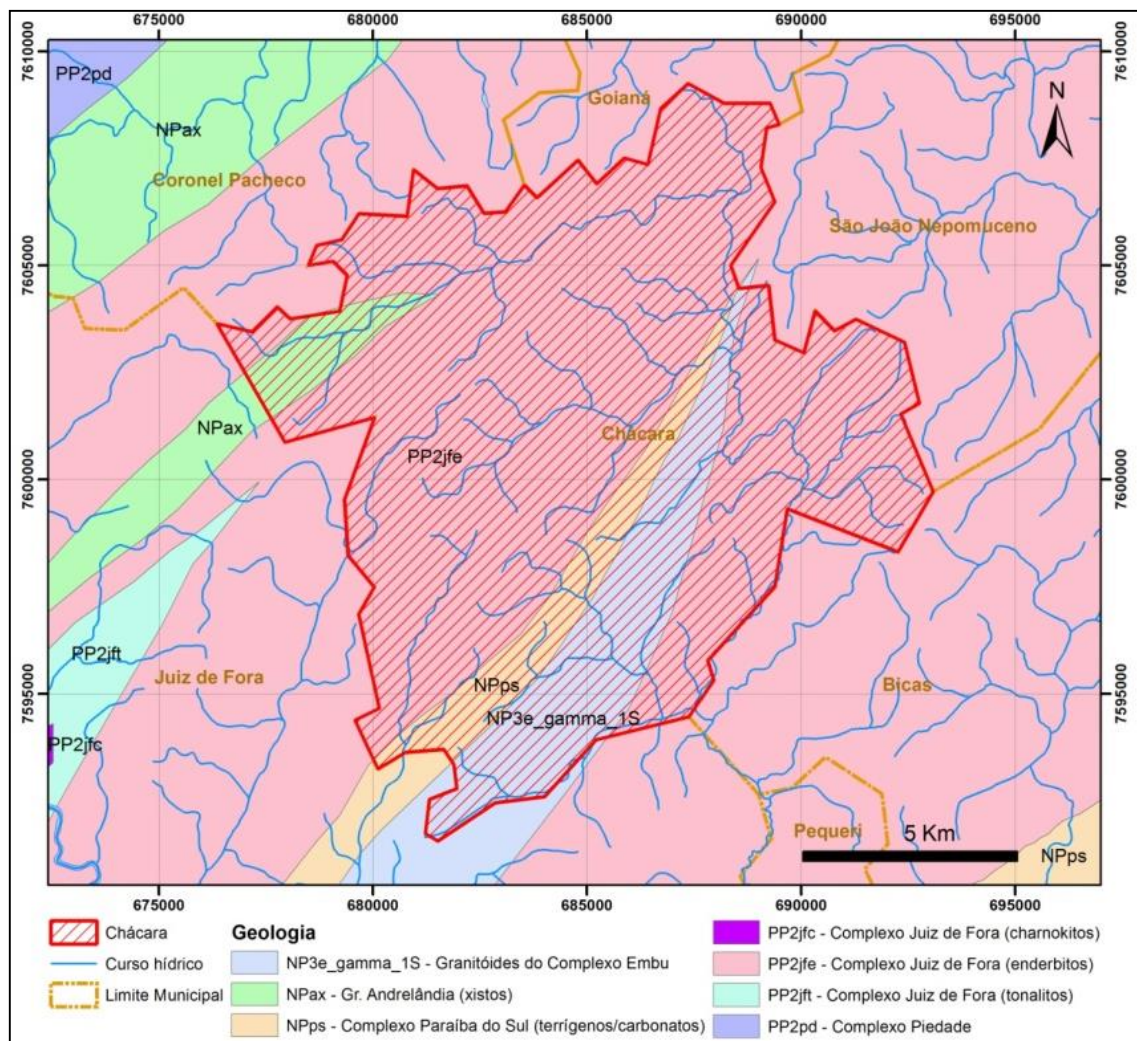 675000 680000 685000 690000 695000
7610000 7610000
PP2pd
Goianá
N
NPax
Coronel Pacheco
São João Nepomuceno
7605000 7605000
NPax
Chácara
PP2jfe
7600000 7600000
PP2jft
Juiz de Fora
NPps
Bicas
7595000 7595000
NP3e_gamma_1S
PP2jfc
Pequeri
5 Km
NPps
675000 680000 685000 690000 695000
Chácara
Curso hídrico
Limite Municipal
Geologia
NP3e_gamma_1S - Granitóides do Complexo Embu
NPax - Gr. Andrelândia (xistos)
NPps - Complexo Paraíba do Sul (terrígenos/carbonatos)
PP2jfc - Complexo Juiz de Fora (charnokitos)
PP2jfe - Complexo Juiz de Fora (enderbitos)
PP2jft - Complexo Juiz de Fora (tonalitos)
PP2pd - Complexo Piedade